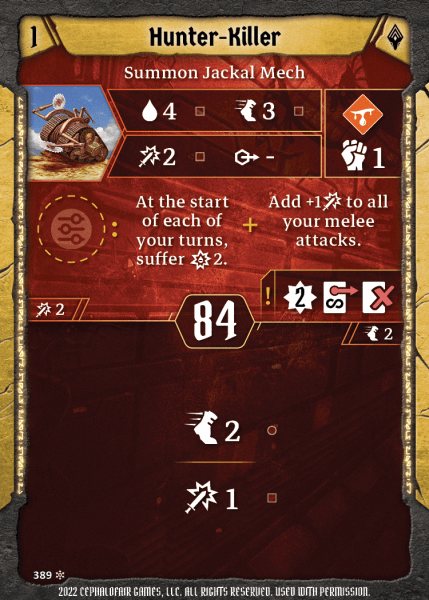 1
Hunter-Killer
Summon Jackal Mech
4
3
2
-
1
At the start
of each of
your turns,
suffer 2.
+
Add +1 to all
your melee
attacks.
! 2
2
84
2
2
1
389
2022 CEPHALOFAIR GAMES, LLC. ALL RIGHTS RESERVED. USED WITH PERMISSION.